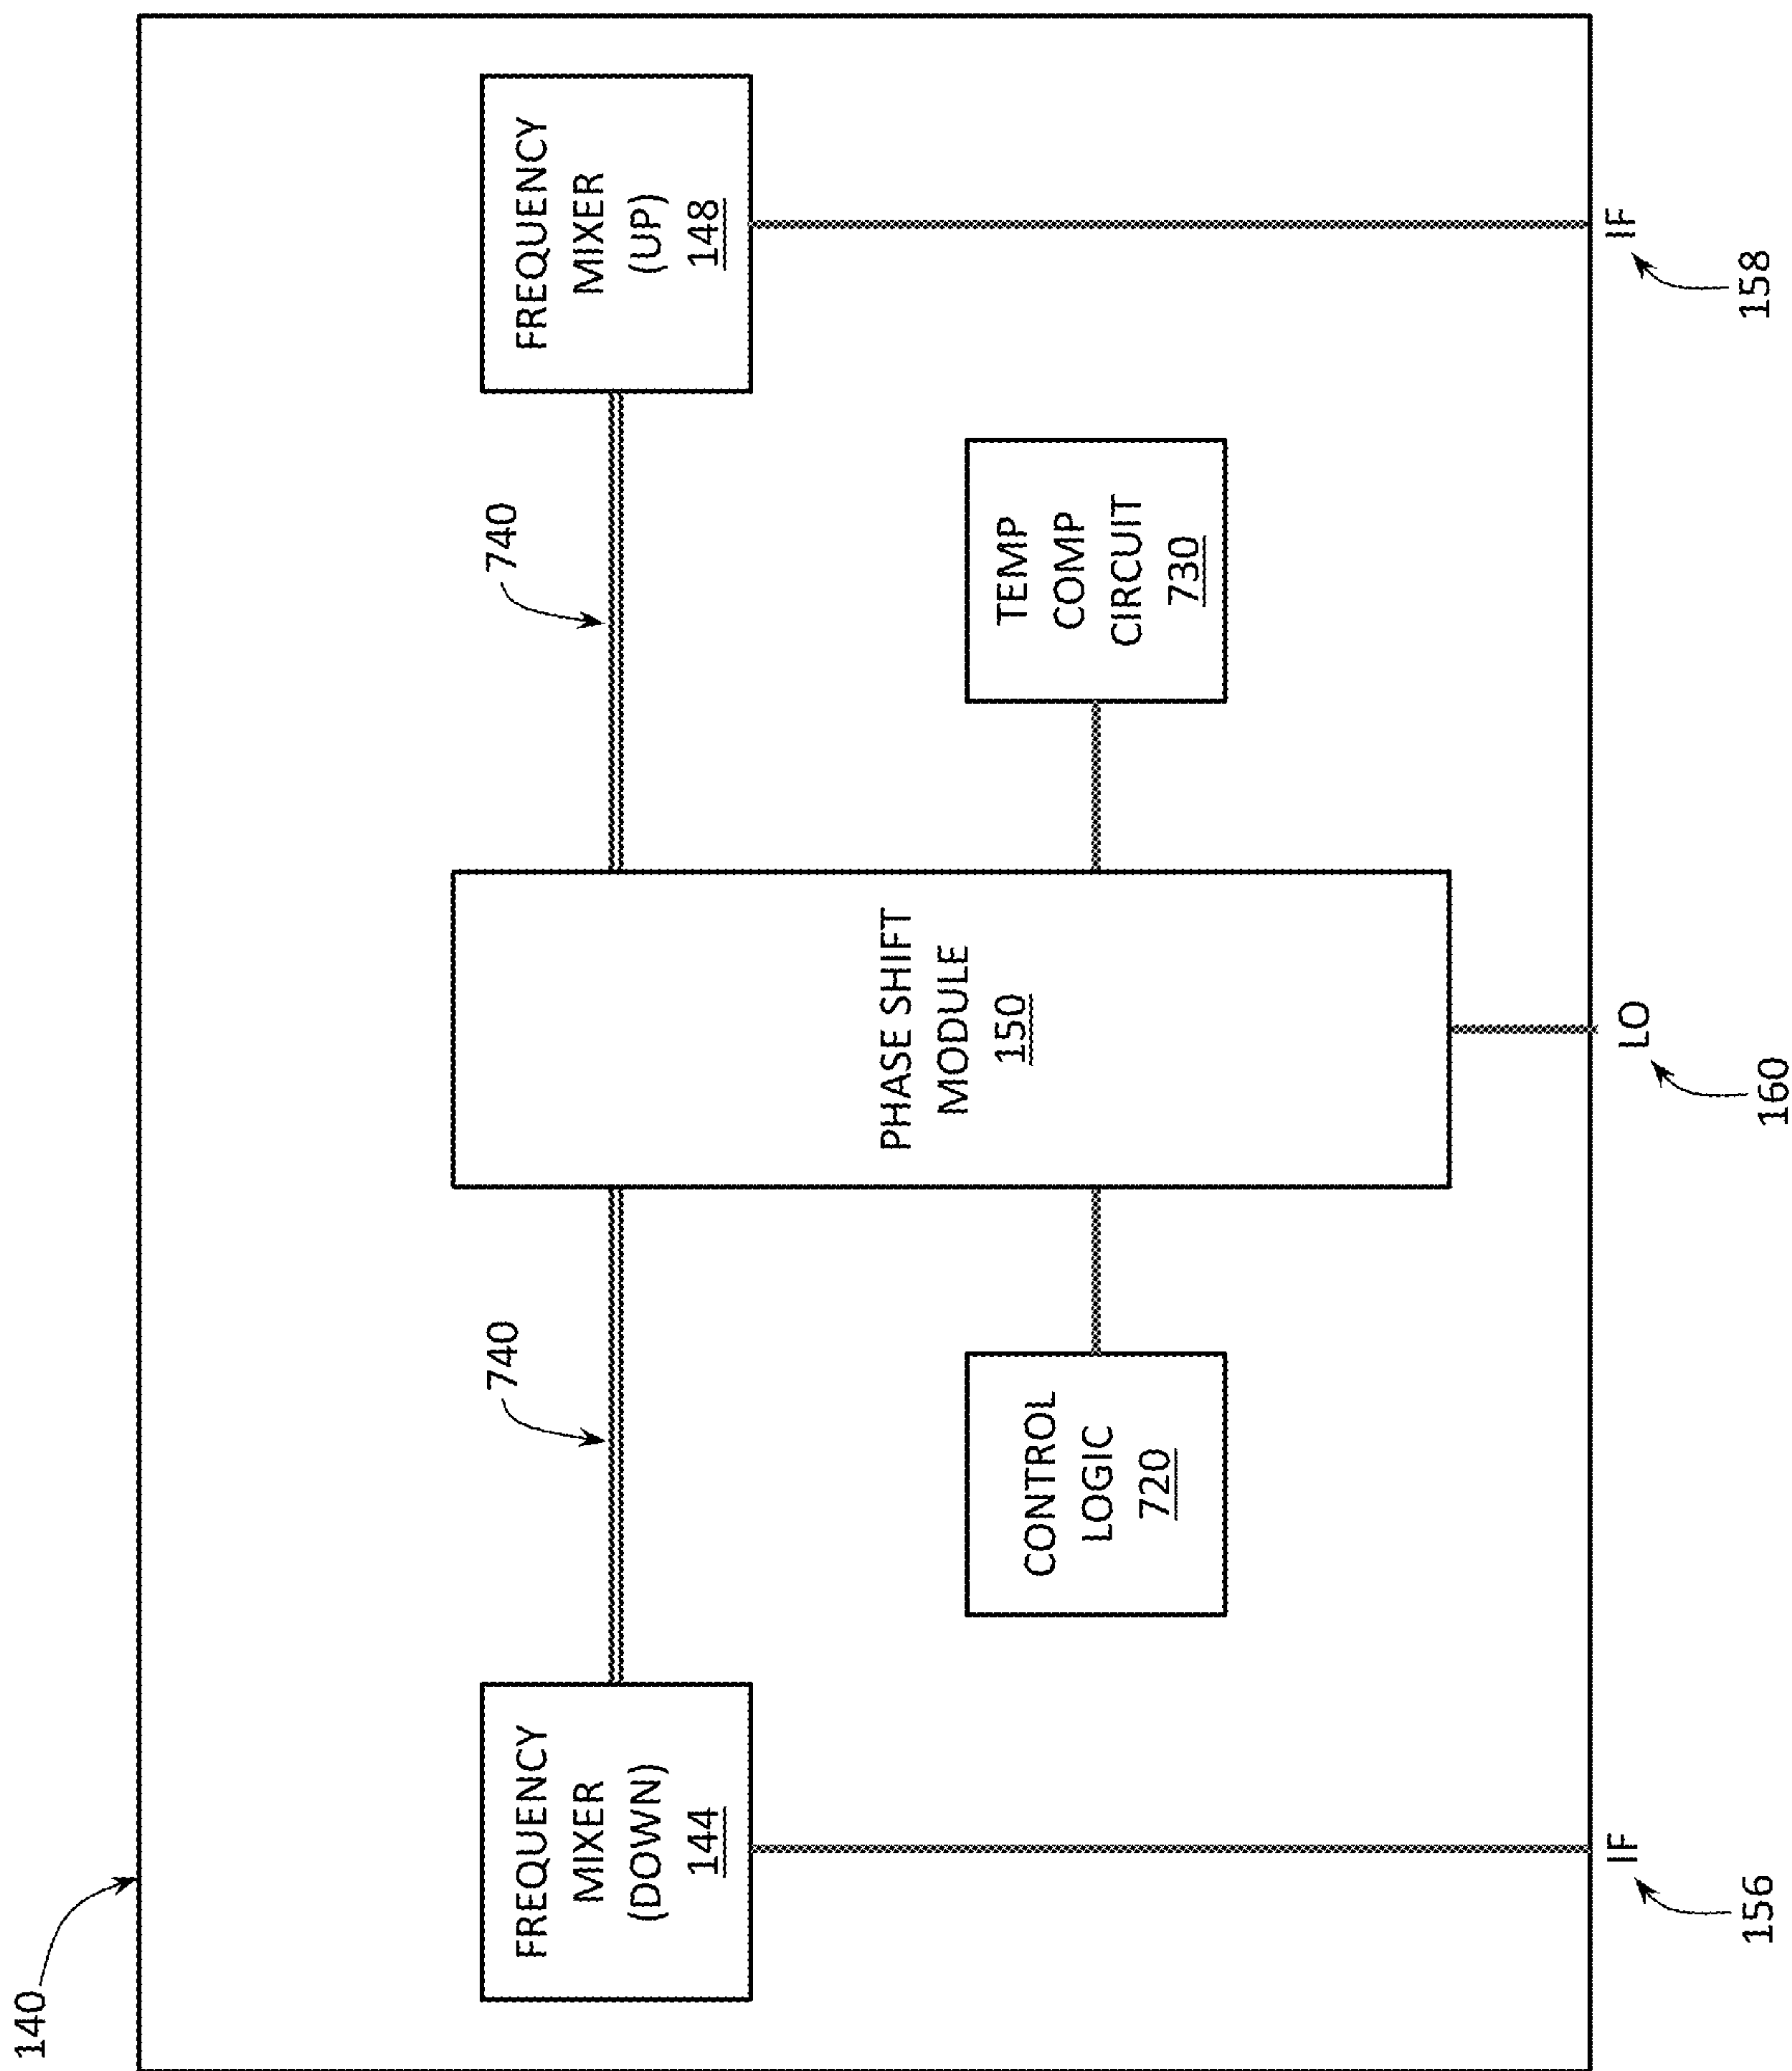 140
FREQUENCY
MIXER
(DOWN)
144
740
PHASE SHIFT
MODULE
150
740
FREQUENCY
MIXER
(UP)
148
CONTROL
LOGIC
720
TEMP
COMP
CIRCUIT
730
IF
156
LO
160
IF
158